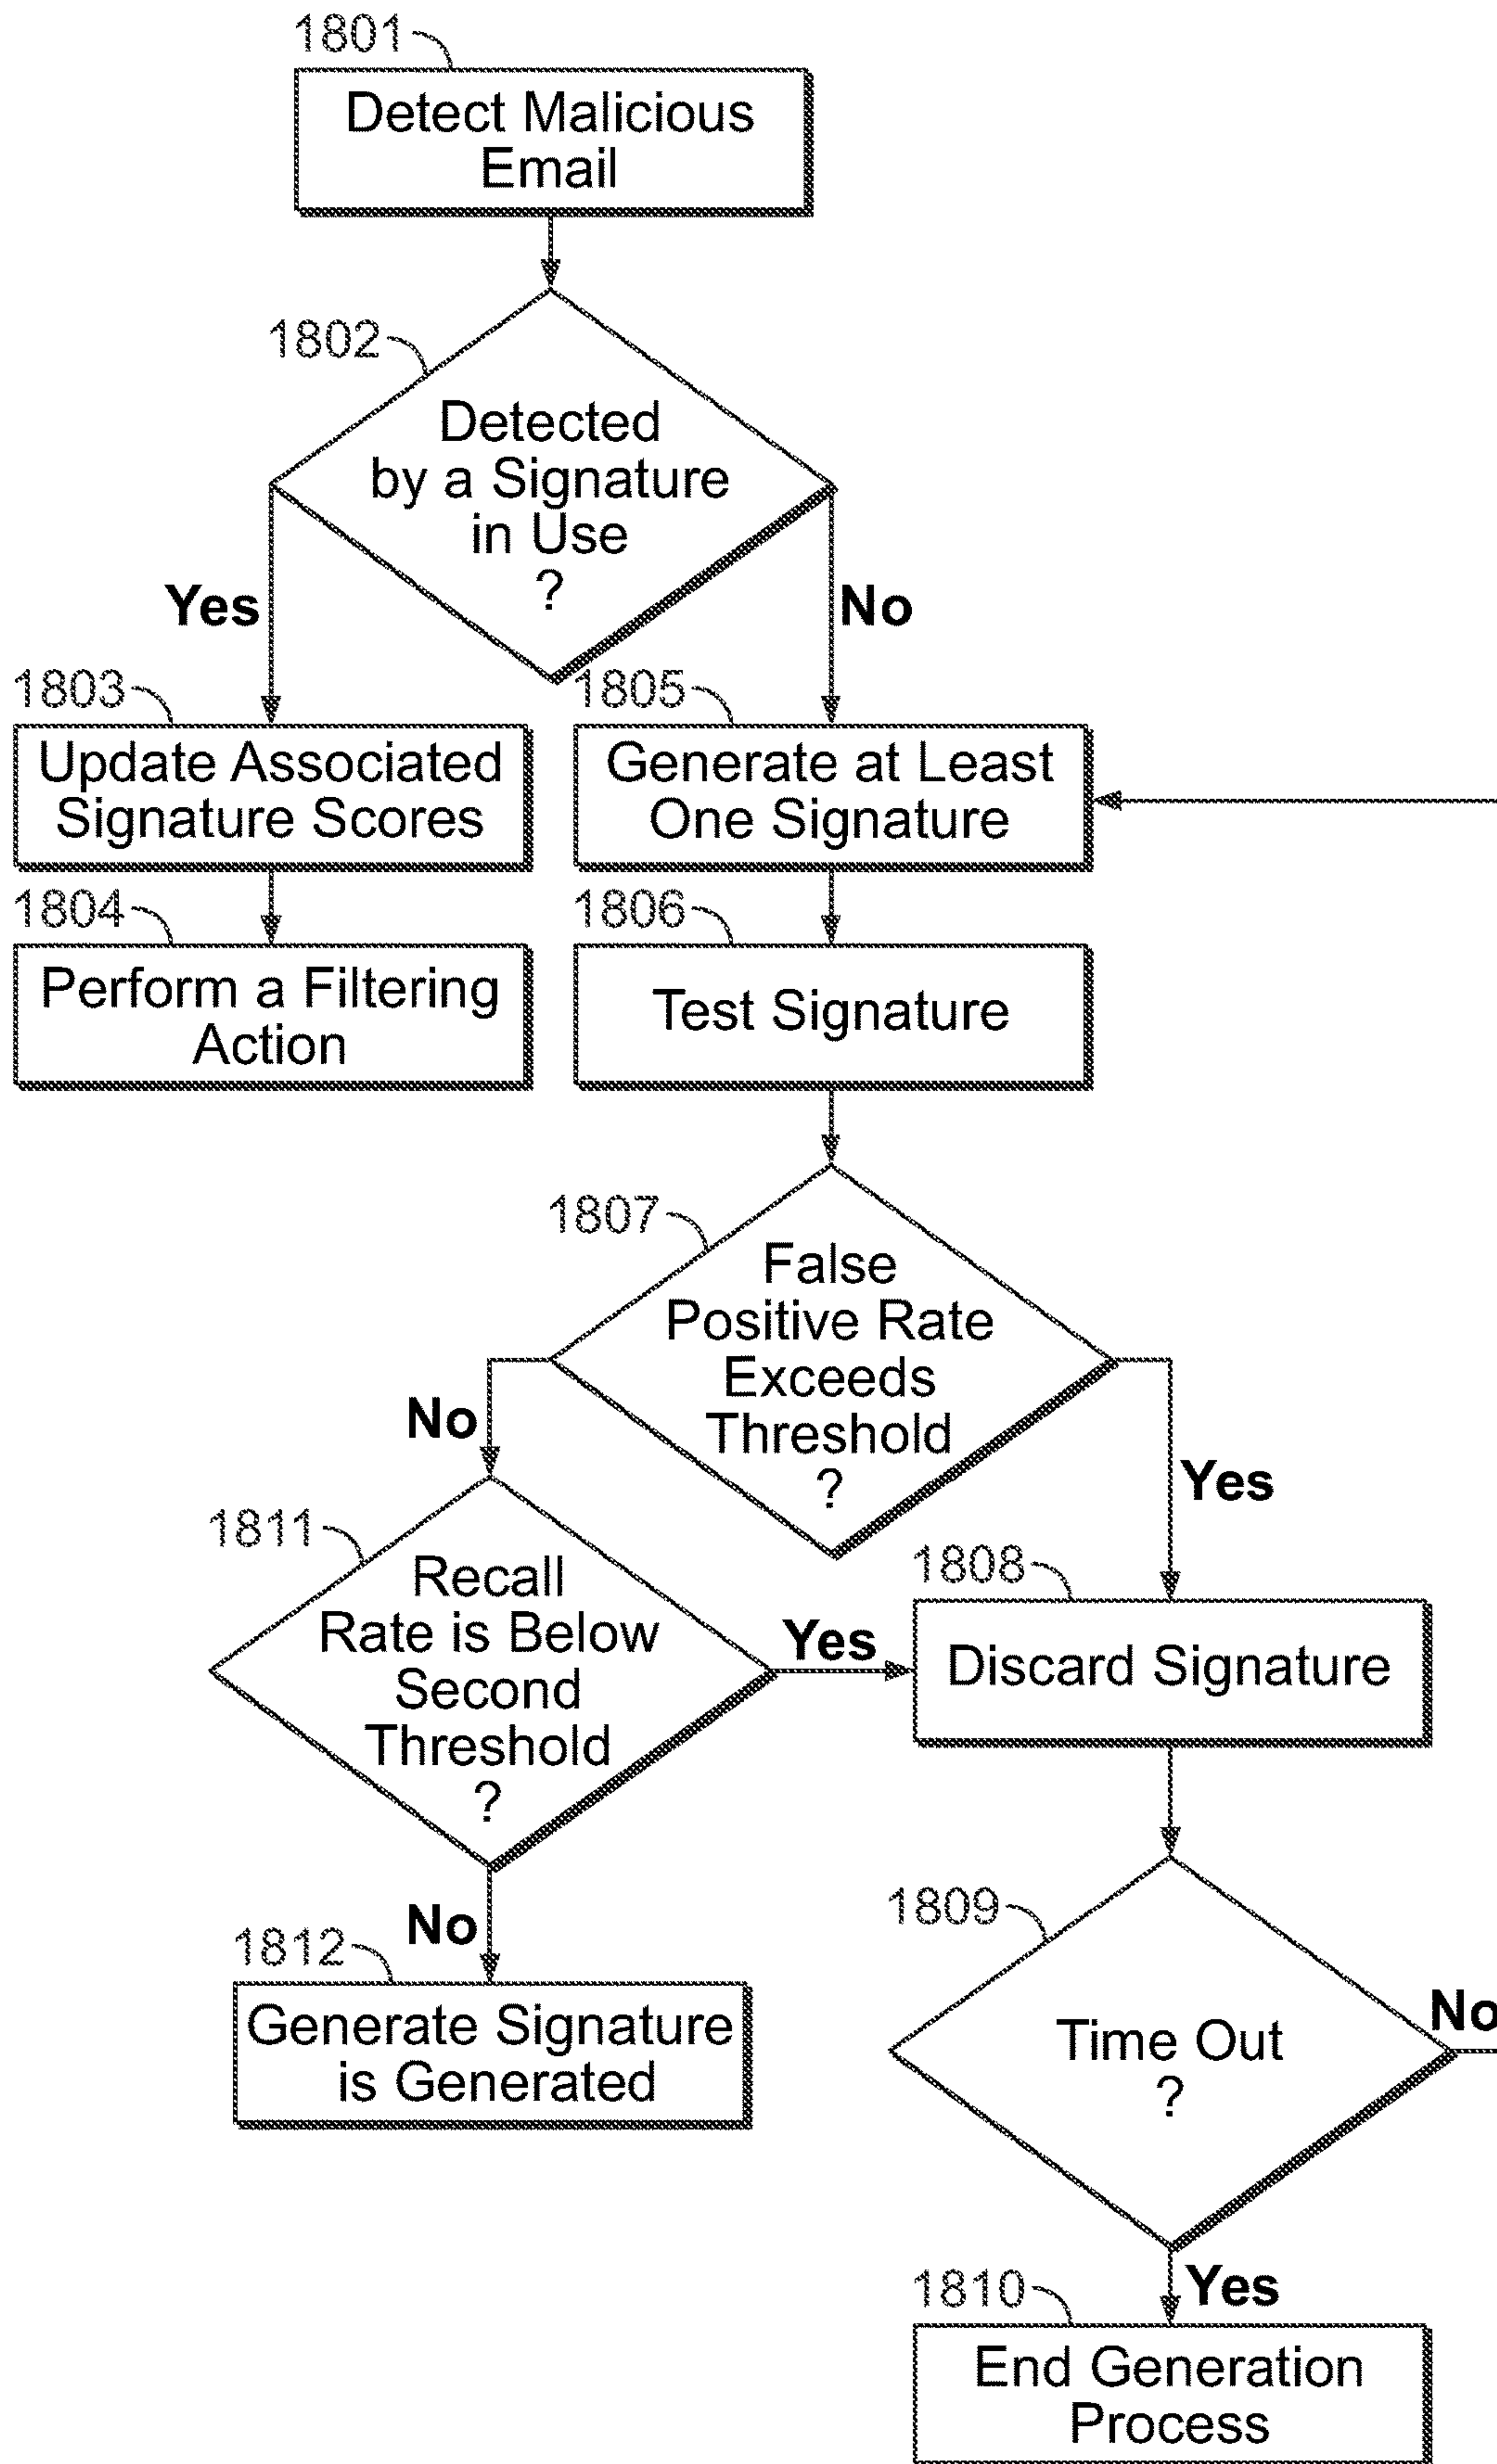 1801
Detect Malicious
Email
1802
Detected
by a Signature
in Use
?
Yes
No
1803
Update Associated
Signature Scores
1805
Generate at Least
One Signature
1804
Perform a Filtering
Action
1806
Test Signature
1807
False
Positive Rate
Exceeds
Threshold
?
No
Yes
1811
Recall
Rate is Below
Second
Threshold
?
Yes
1808
Discard Signature
No
1812
Generate Signature
is Generated
1809
Time Out
?
No
Yes
1810
End Generation
Process